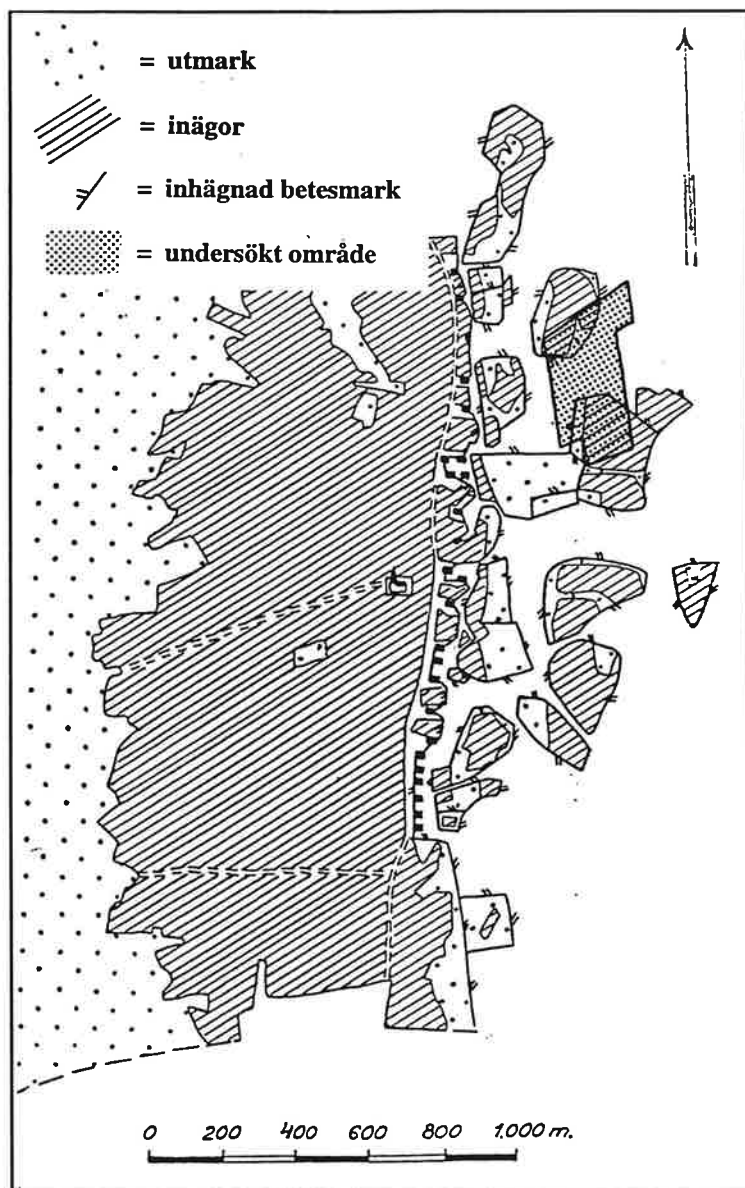 = utmark
= inägor
= inhägnad betesmark
= undersökt område
0 200 400 600 800 1.000 m.